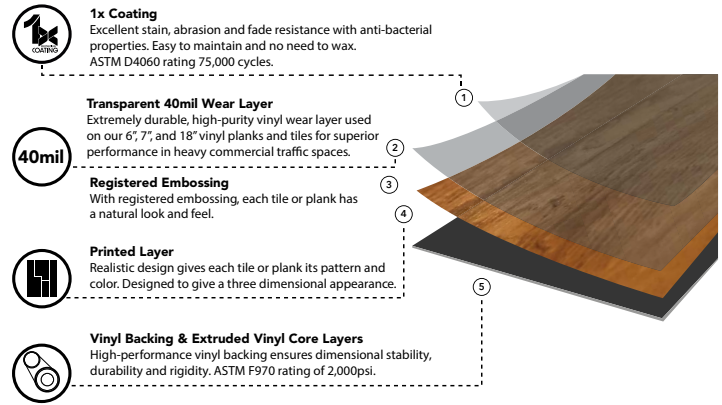 1x Coating
Excellent stain, abrasion and fade resistance with anti-bacterial
properties. Easy to maintain and no need to wax.
ASTM D4060 rating 75,000 cycles.
1x
COATING
1
Transparent 40mil Wear Layer
Extremely durable, high-purity vinyl wear layer used
on our 6”, 7”, and 18” vinyl planks and tiles for superior
performance in heavy commercial traffic spaces.
40mil
2
Registered Embossing
With registered embossing, each tile or plank has
a natural look and feel.
3
4
Printed Layer
Realistic design gives each tile or plank its pattern and
color. Designed to give a three dimensional appearance.
5
Vinyl Backing & Extruded Vinyl Core Layers
High-performance vinyl backing ensures dimensional stability,
durability and rigidity. ASTM F970 rating of 2,000psi.